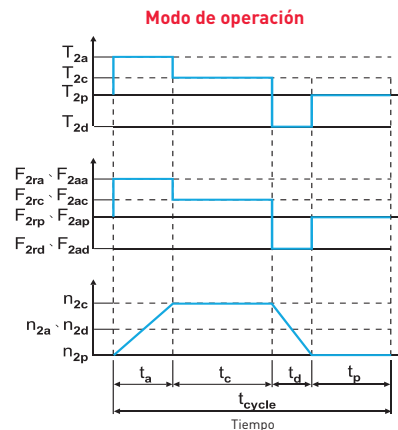 Modo de operación
T2a
T2c
T2p
T2d
F2ra、F2aa
F2rc、F2ac
F2rp、F2ap
F2rd、F2ad
n2c
n2a、n2d
n2p
ta tc td tp
tcycle
Tiempo